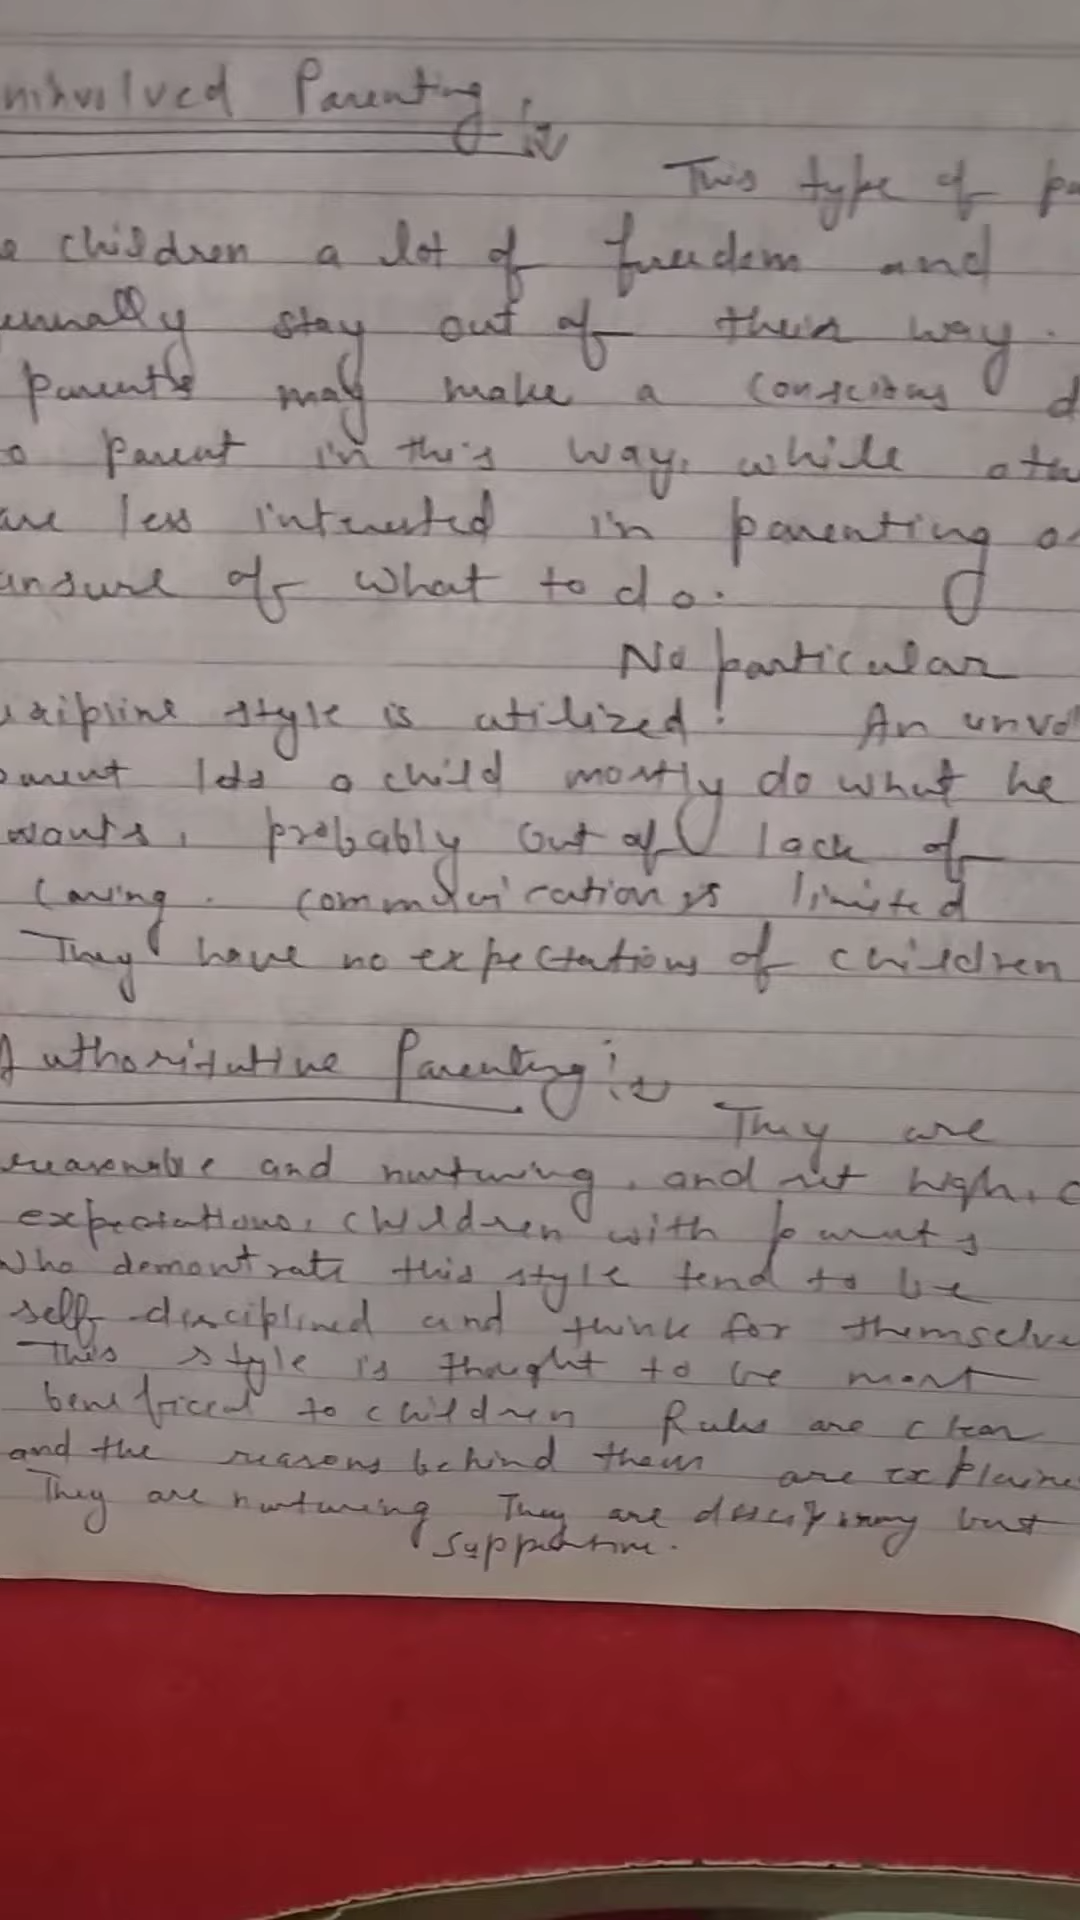 ninvolved Parenting :
This type of pa
e children a lot of freedom and
enerally stay out of their way.
parents may make a conscious d
o parent in this way, while oth
are less interested in parenting or
unsure of what to do.
No particular
discipline style is utilized! An unvol
parent lets a child mostly do what he
wants, probably out of lack of
caring. communication is limited
They have no expectations of children
Authoritative Parenting :
They are
reasonable and nurturing, and set high, c
expectations, children with parents
who demontrate this style tend to be
self-disciplined and think for themselve
This style is thought to be most
beneficial to children Rules are clear
and the reasons behind them are explaine
They are nurturing They are but
supportive.